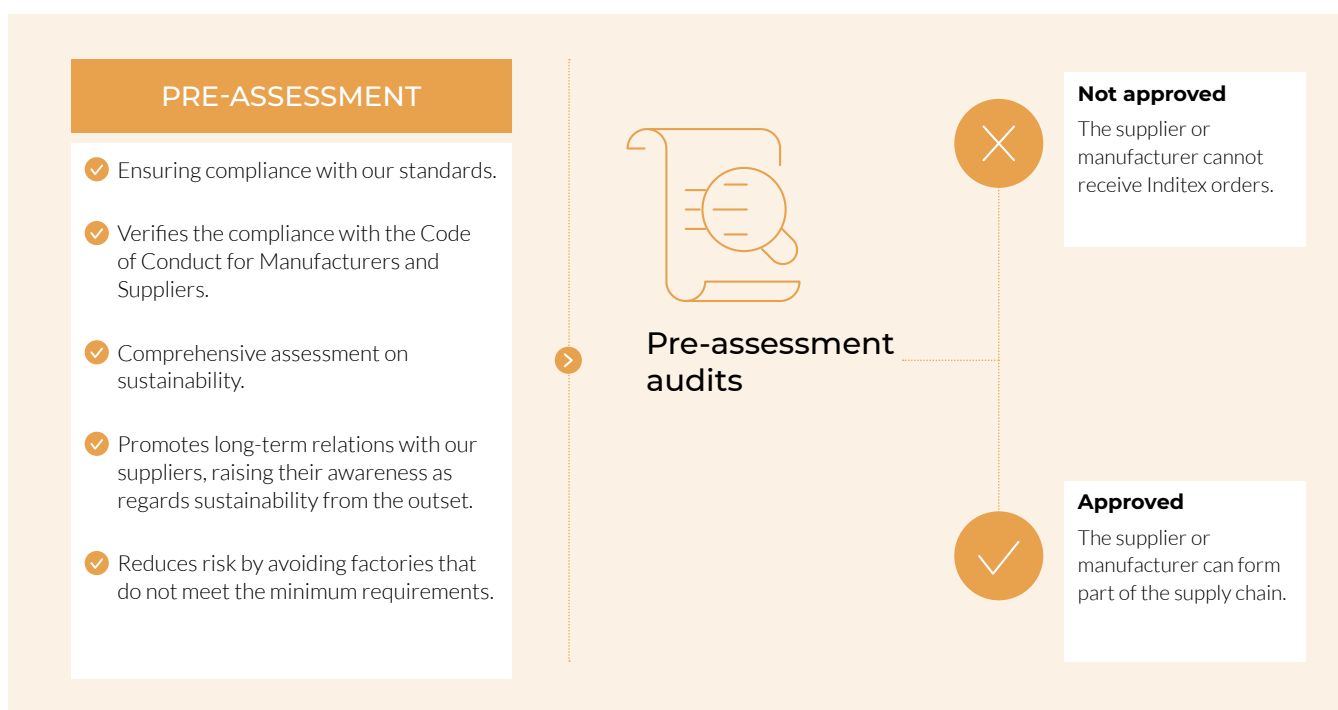 PRE-ASSESSMENT
Ensuring compliance with our standards.
Verifies the compliance with the Code
of Conduct for Manufacturers and
Suppliers.
Comprehensive assessment on
sustainability.
Promotes long-term relations with our
suppliers, raising their awareness as
regards sustainability from the outset.
Reduces risk by avoiding factories that
do not meet the minimum requirements.
Pre-assessment
audits
Not approved
The supplier or
manufacturer cannot
receive Inditex orders.
Approved
The supplier or
manufacturer can form
part of the supply chain.